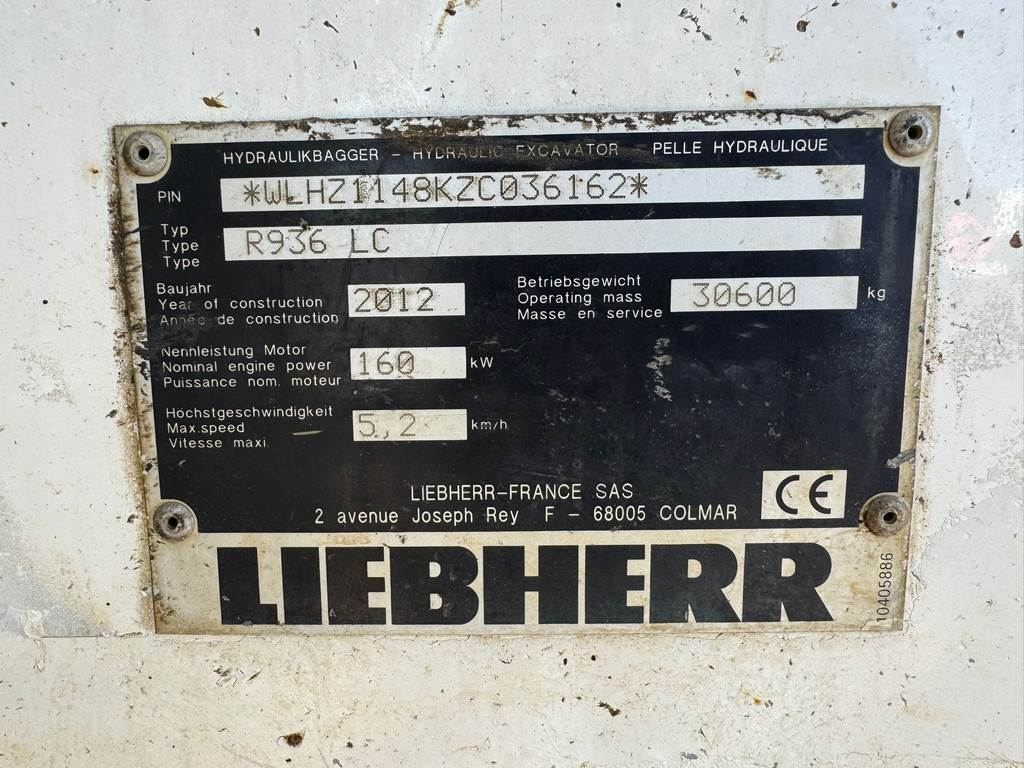 HYDRAULIKBAGGER - HYDRAULIC EXCAVATOR - PELLE HYDRAULIQUE
PIN *WLHZ1148KZC036162*
Typ
Type
Type
R936 LC
Baujahr
Year of construction
Année de construction
2012
Betriebsgewicht
Operating mass
Masse en service
30600 kg
Nennleistung Motor
Nominal engine power
Puissance nom. moteur
160 kW
Höchstgeschwindigkeit
Max.speed
Vitesse maxi.
5,2 km/h
LIEBHERR-FRANCE SAS
2 avenue Joseph Rey F - 68005 COLMAR
CE
LIEBHERR
10405886